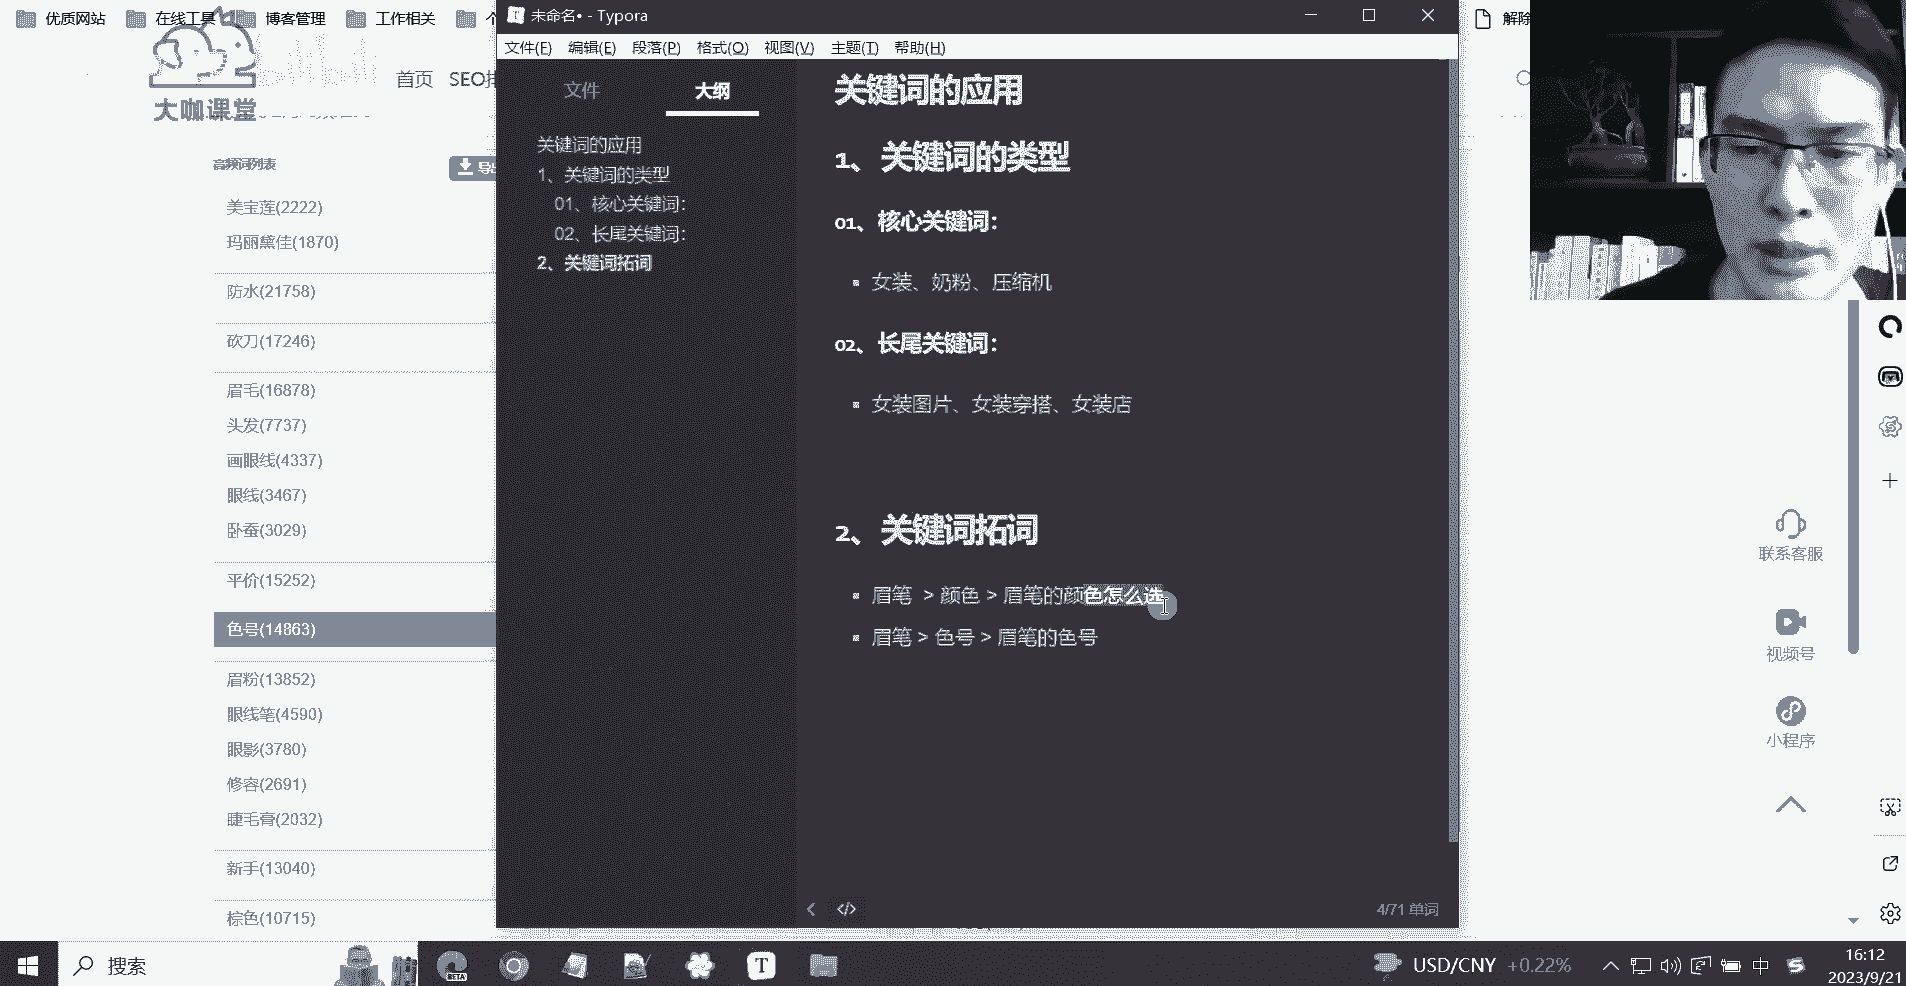 优质网站
在线工具
博客管理
工作相关
个
未命名• - Typora
解除
文件(F) 编辑(E) 段落(P) 格式(O) 视图(V) 主题(T) 帮助(H)
大咖课堂
首页
SEO排
高频词列表
导出
美宝莲(2222)
玛丽黛佳(1870)
防水(21758)
砍刀(17246)
眉毛(16878)
头发(7737)
画眼线(4337)
眼线(3467)
卧蚕(3029)
平价(15252)
色号(14863)
眉粉(13852)
眼线笔(4590)
眼影(3780)
修容(2691)
睫毛膏(2032)
新手(13040)
棕色(10715)
文件
大纲
关键词的应用
1、关键词的类型
01、核心关键词：
02、长尾关键词：
2、关键词拓词
关键词的应用
1、 关键词的类型
01、核心关键词：
女装、奶粉、压缩机
02、长尾关键词：
女装图片、女装穿搭、女装店
2、 关键词拓词
眉笔 > 颜色 > 眉笔的颜色怎么选
眉笔 > 色号 > 眉笔的色号
4/71 单词
联系客服
视频号
小程序
搜索
BETA
USD/CNY +0.22%
中
16:12
2023/9/21